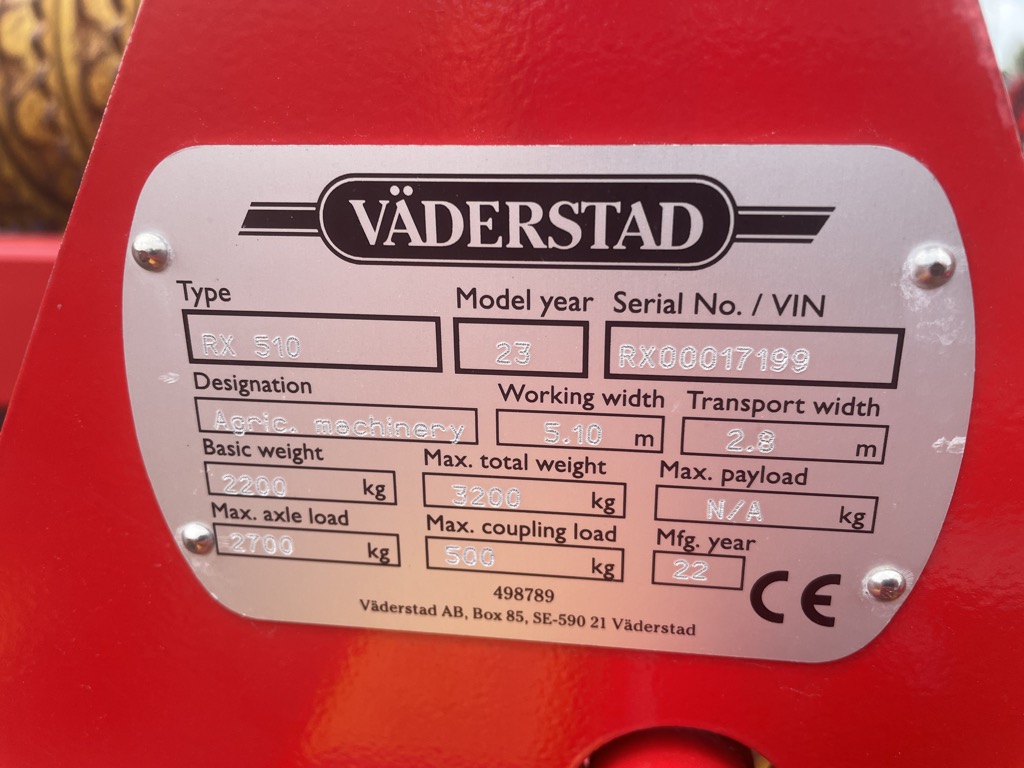 VÄDERSTAD
Type Model year Serial No. / VIN
RX 510 23 RX00017199
Designation Working width Transport width
Agric. machinery 5.10 m 2.8 m
Basic weight Max. total weight Max. payload
2200 kg 3200 kg N/A kg
Max. axle load Max. coupling load Mfg. year
2700 kg 500 kg 22
CE
498789
Väderstad AB, Box 85, SE-590 21 Väderstad